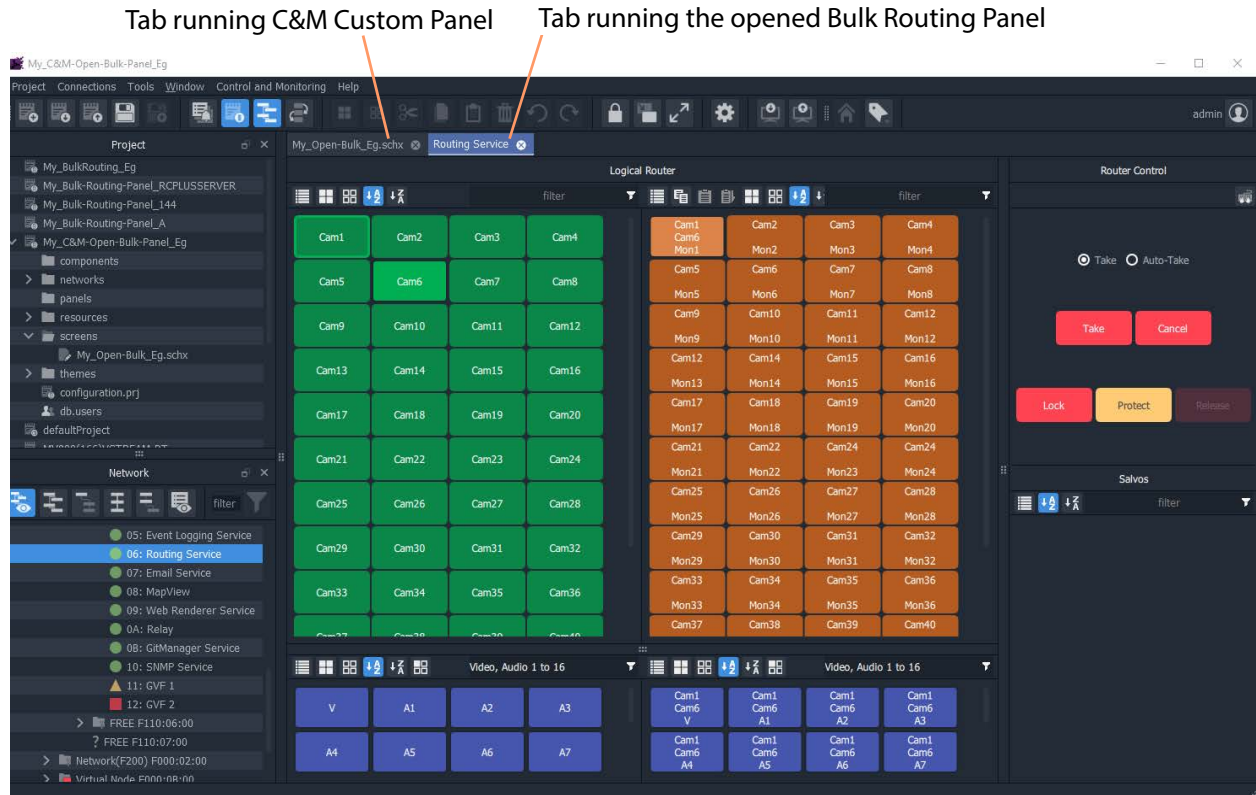 Tab running C&M Custom Panel
Tab running the opened Bulk Routing Panel
My_C&M-Open-Bulk-Panel_Eg
Project Connections Tools Window Control and Monitoring Help
admin
Project
My_BulkRouting_Eg
My_Bulk-Routing-Panel_RCPLUSSERVER
My_Bulk-Routing-Panel_144
My_Bulk-Routing-Panel_A
My_C&M-Open-Bulk-Panel_Eg
components
networks
panels
resources
screens
My_Open-Bulk_Eg.schx
themes
configuration.prj
db.users
defaultProject
Network
filter
05: Event Logging Service
06: Routing Service
07: Email Service
08: MapView
09: Web Renderer Service
0A: Relay
0B: GitManager Service
10: SNMP Service
11: GVF 1
12: GVF 2
FREE F110:06:00
FREE F110:07:00
Network(F200) F000:02:00
Virtual Node F000:0B:00
My_Open-Bulk_Eg.schx
Routing Service
Logical Router
filter
Cam1 Cam2 Cam3 Cam4
Cam5 Cam6 Cam7 Cam8
Cam9 Cam10 Cam11 Cam12
Cam13 Cam14 Cam15 Cam16
Cam17 Cam18 Cam19 Cam20
Cam21 Cam22 Cam23 Cam24
Cam25 Cam26 Cam27 Cam28
Cam29 Cam30 Cam31 Cam32
Cam33 Cam34 Cam35 Cam36
Cam37 Cam38 Cam39 Cam40
filter
Cam1 Cam2 Cam3 Cam4
Cam6
Mon1 Mon2 Mon3 Mon4
Cam5 Cam6 Cam7 Cam8
Mon5 Mon6 Mon7 Mon8
Cam9 Cam10 Cam11 Cam12
Mon9 Mon10 Mon11 Mon12
Cam12 Cam14 Cam15 Cam16
Mon13 Mon14 Mon15 Mon16
Cam17 Cam18 Cam19 Cam20
Mon17 Mon18 Mon19 Mon20
Cam21 Cam22 Cam24 Cam24
Mon21 Mon22 Mon23 Mon24
Cam25 Cam26 Cam27 Cam28
Mon25 Mon26 Mon27 Mon28
Cam29 Cam30 Cam31 Cam32
Mon29 Mon30 Mon31 Mon32
Cam33 Cam34 Cam35 Cam36
Mon33 Mon34 Mon35 Mon36
Cam37 Cam38 Cam39 Cam40
Video, Audio 1 to 16
V A1 A2 A3
A4 A5 A6 A7
Video, Audio 1 to 16
Cam1 Cam1 Cam1 Cam1
Cam6 Cam6 Cam6 Cam6
V A1 A2 A3
Cam1 Cam1 Cam1 Cam1
Cam6 Cam6 Cam6 Cam6
A4 A5 A6 A7
Router Control
Take Auto-Take
Take Cancel
Lock Protect Release
Salvos
filter